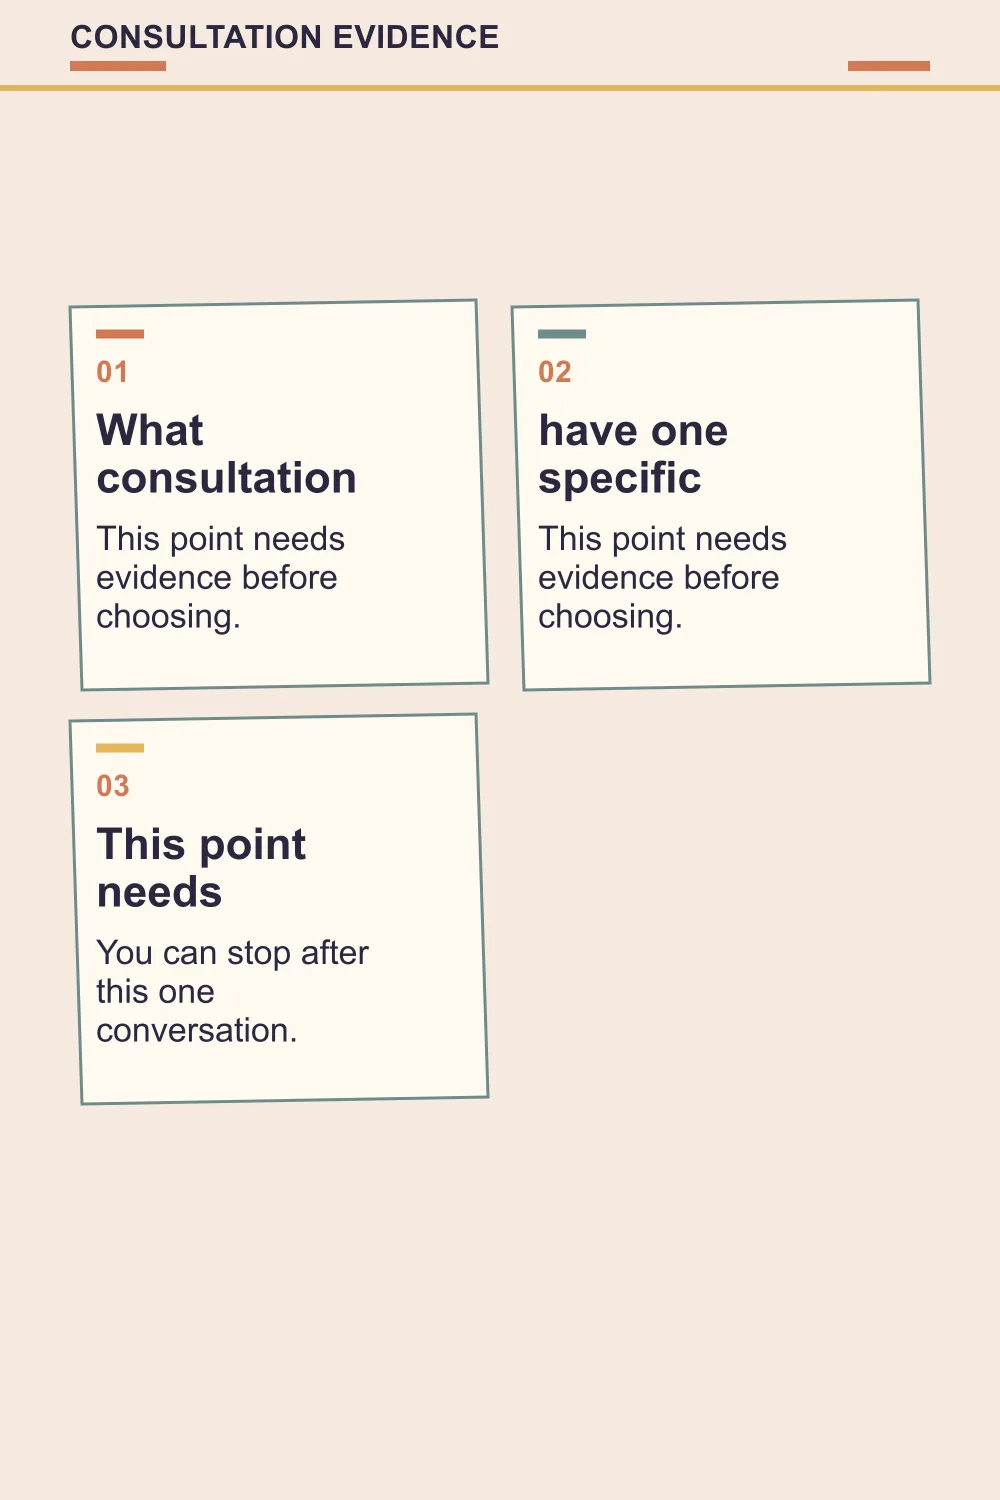 CONSULTATION EVIDENCE
01
What
consultation
This point needs
evidence before
choosing.
02
have one
specific
This point needs
evidence before
choosing.
03
This point
needs
You can stop after
this one
conversation.